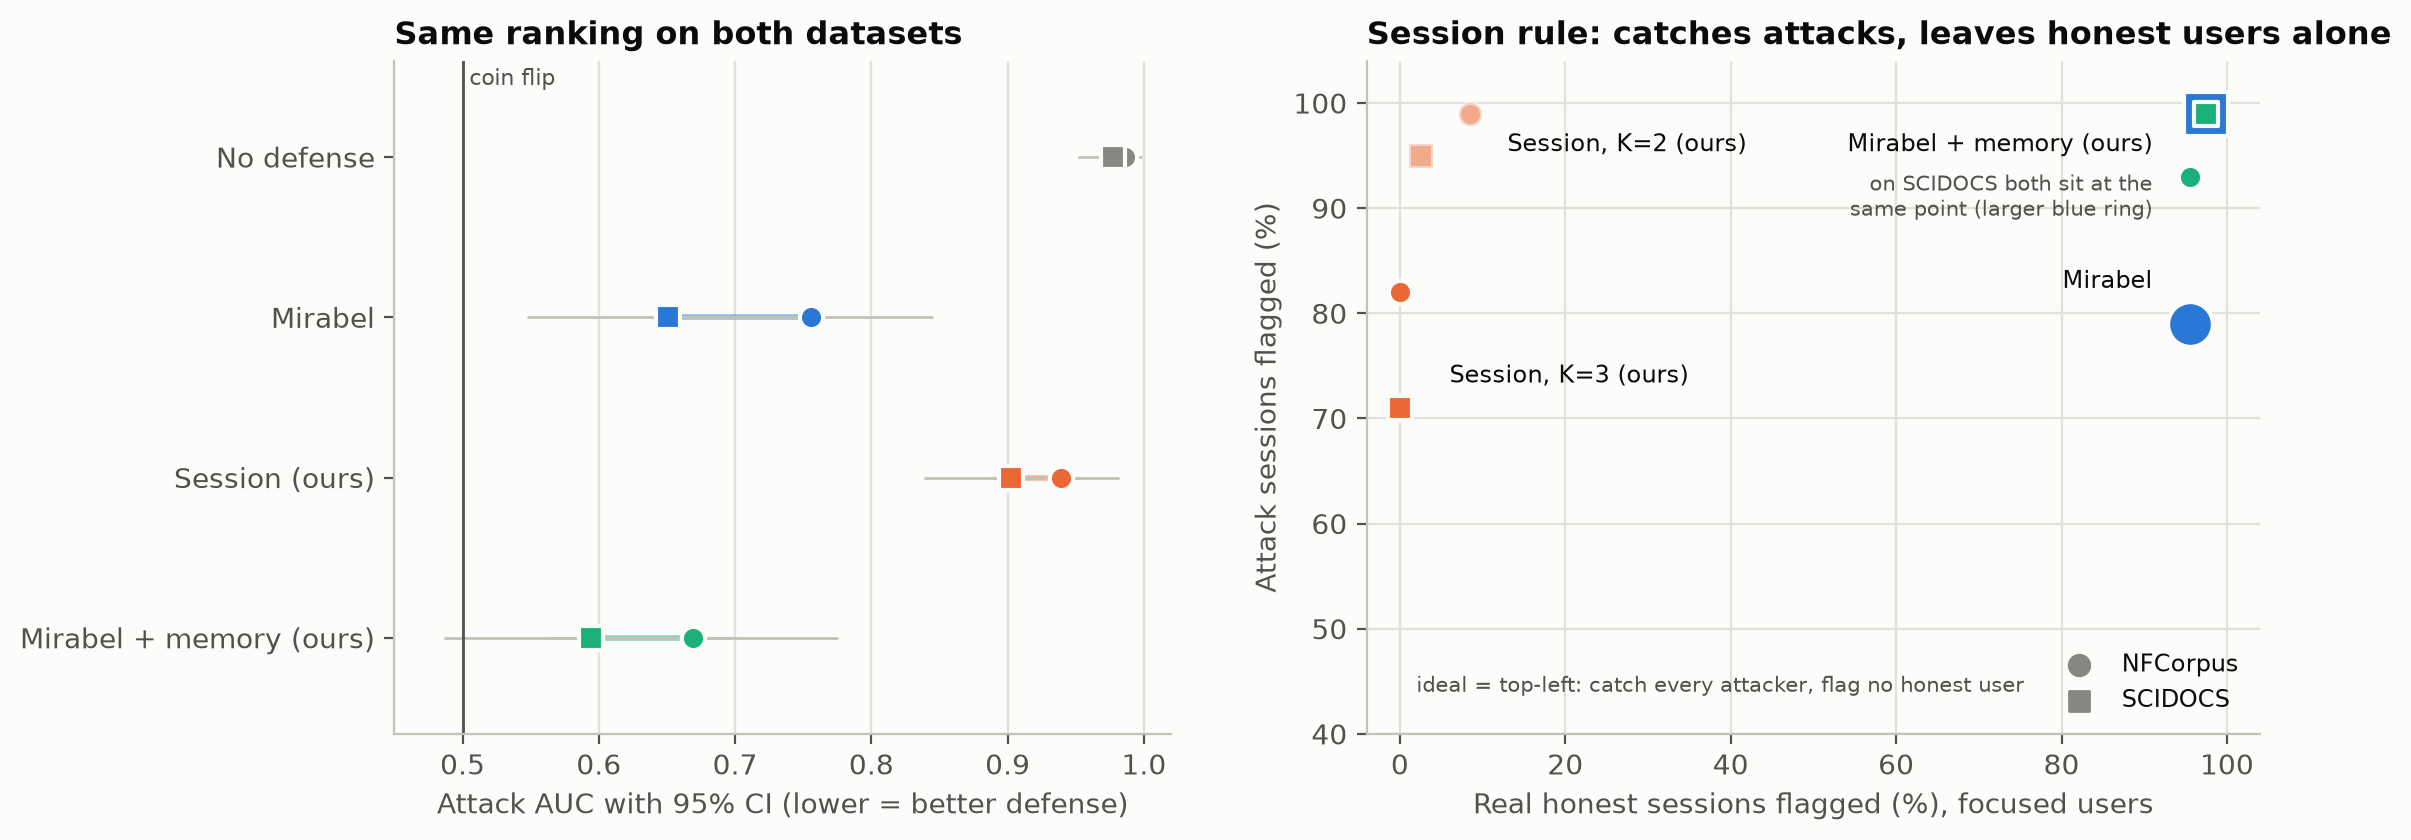 Same ranking on both datasets
coin flip
No defense
Mirabel
Session (ours)
Mirabel + memory (ours)
0.5
0.6
0.7
0.8
0.9
1.0
Attack AUC with 95% CI (lower = better defense)
Session rule: catches attacks, leaves honest users alone
Attack sessions flagged (%)
100
90
80
70
60
50
40
Session, K=2 (ours)
Mirabel + memory (ours)
on SCIDOCS both sit at the
same point (larger blue ring)
Mirabel
Session, K=3 (ours)
NFCorpus
SCIDOCS
ideal = top-left: catch every attacker, flag no honest user
0
20
40
60
80
100
Real honest sessions flagged (%), focused users